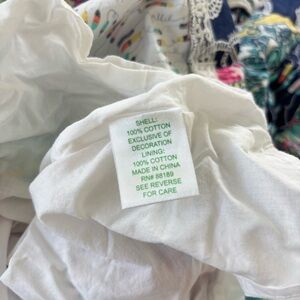 SHELL:
100% COTTON
EXCLUSIVE OF
DECORATION
LINING:
100% COTTON
MADE IN CHINA
RN# 88189
SEE REVERSE
FOR CARE